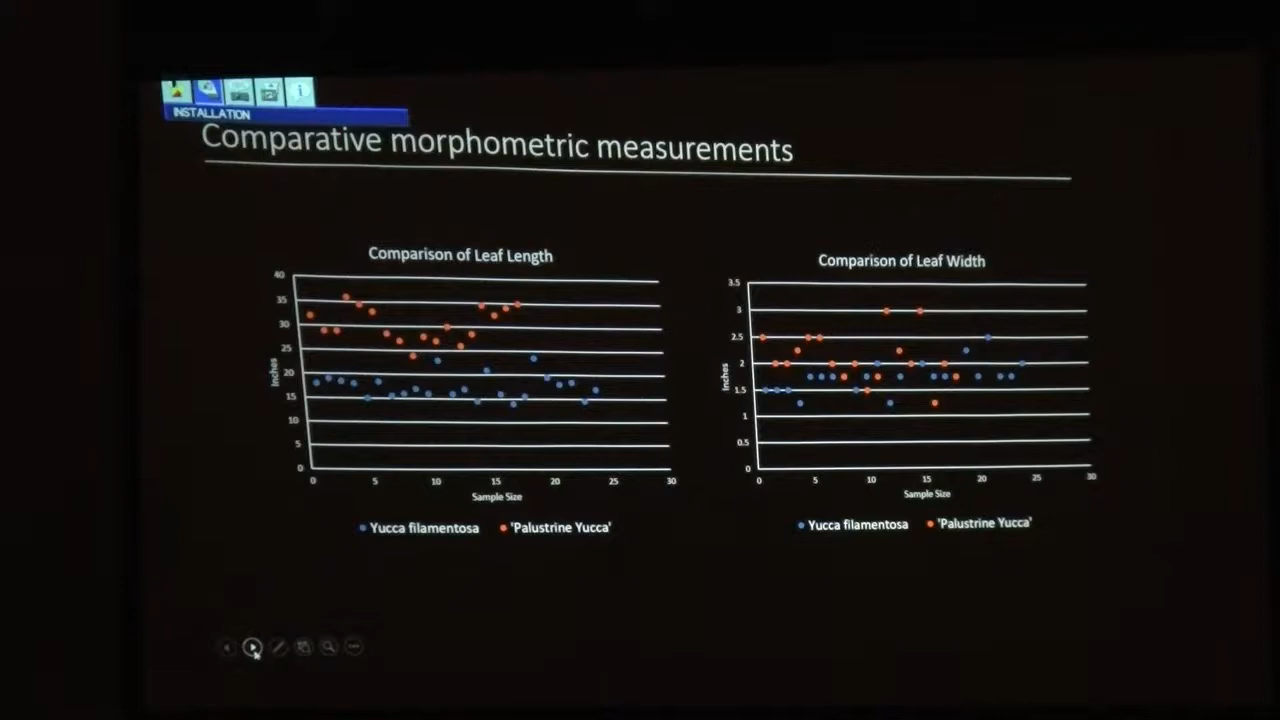 INSTALLATION
Comparative morphometric measurements
Comparison of Leaf Length
40
35
30
25
20
15
10
5
0
Inches
0 5 10 15 20 25 30
Sample Size
Yucca filamentosa 'Palustrine Yucca'
Comparison of Leaf Width
3.5
3
2.5
2
1.5
1
0.5
0
Inches
0 5 10 15 20 25 30
Sample Size
Yucca filamentosa 'Palustrine Yucca'